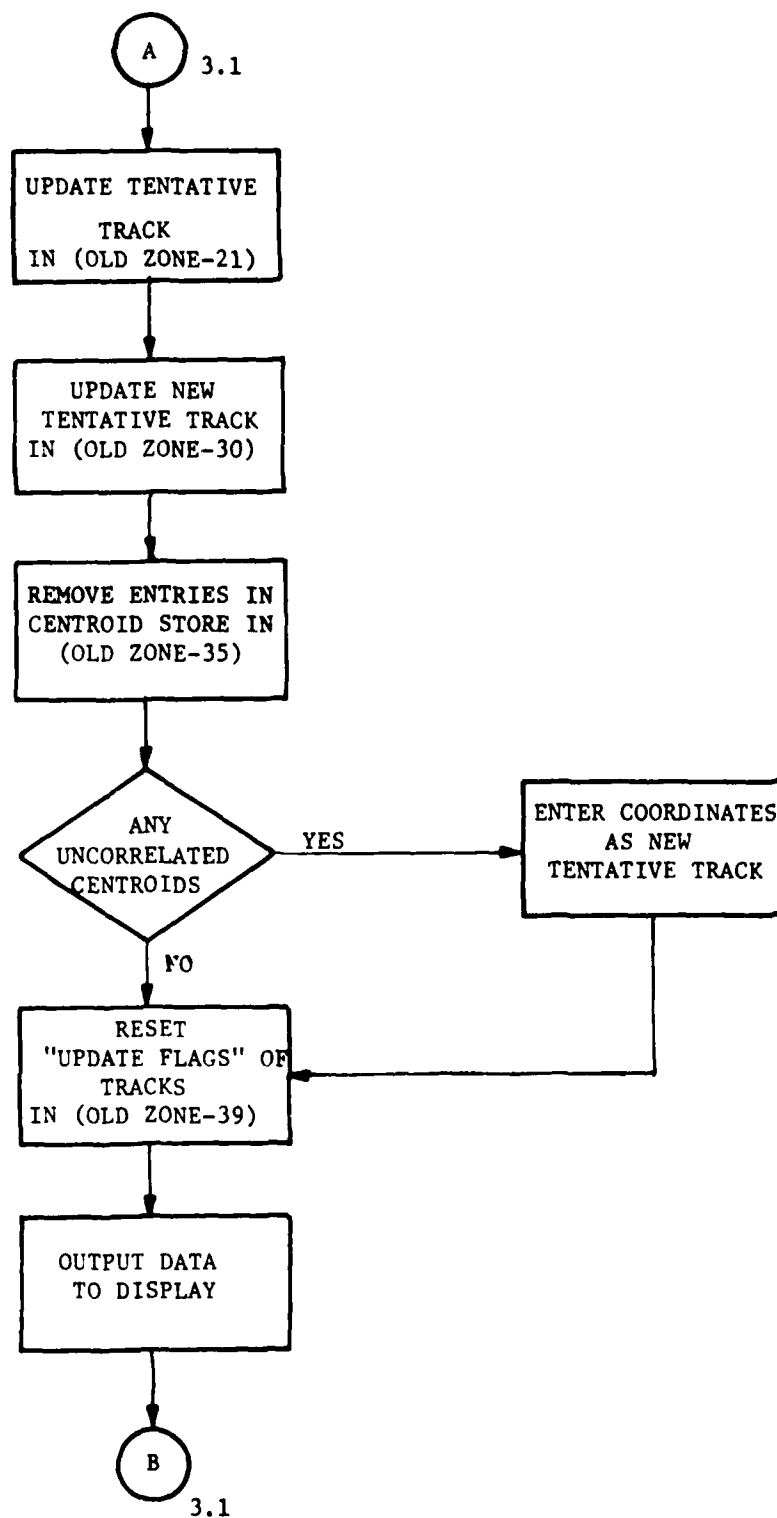 A
3.1
UPDATE TENTATIVE
TRACK
IN (OLD ZONE-21)
UPDATE NEW
TENTATIVE TRACK
IN (OLD ZONE-30)
REMOVE ENTRIES IN
CENTROID STORE IN
(OLD ZONE-35)
ANY
UNCORRELATED
CENTROIDS
YES
ENTER COORDINATES
AS NEW
TENTATIVE TRACK
NO
RESET
"UPDATE FLAGS" OF
TRACKS
IN (OLD ZONE-39)
OUTPUT DATA
TO DISPLAY
B
3.1